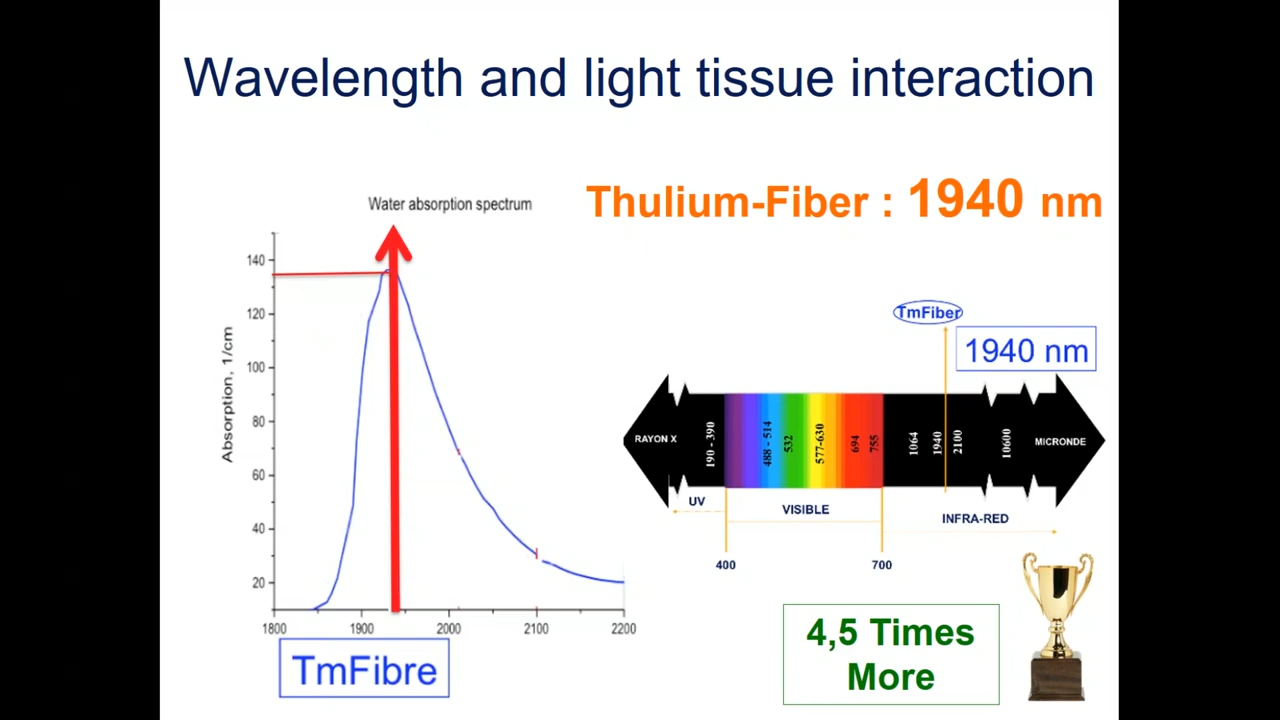 Wavelength and light tissue interaction
Thulium-Fiber : 1940 nm
Water absorption spectrum
Absorption, 1/cm
140
120
100
80
60
40
20
1800 1900 2000 2100 2200
TmFibre
TmFiber
1940 nm
RAYON X
190 - 390
488 - 514
532
577-630
694
755
1064
1940
2100
10600
MICRONDE
UV
VISIBLE
INFRA-RED
400
700
4,5 Times
More